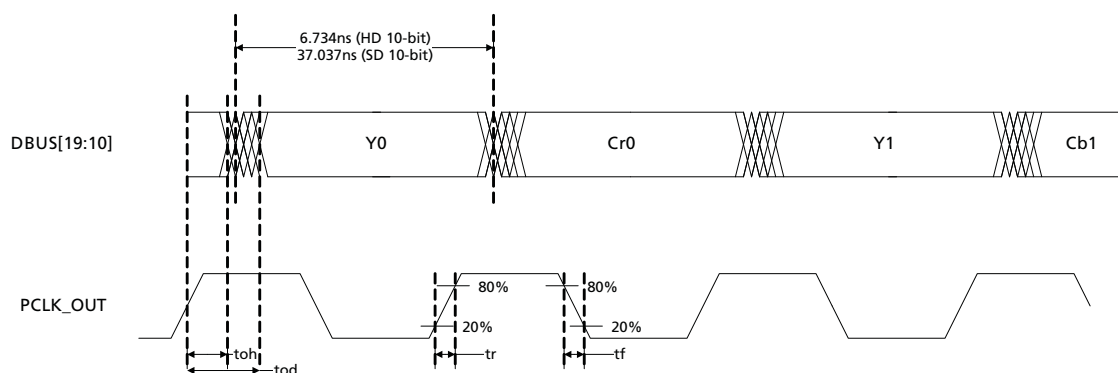 6.734ns (HD 10-bit)
37.037ns (SD 10-bit)
DBUS[19:10]
Y0
Cr0
Y1
Cb1
PCLK_OUT
80%
80%
20%
20%
toh
tr
tf
tod